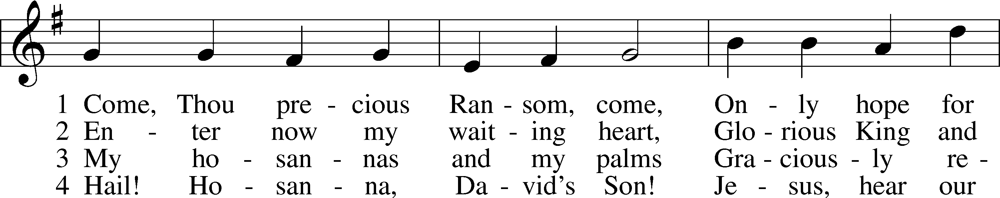 1 Come, Thou pre - cious Ran - som, come, On - ly hope for
2 En - ter now my wait - ing heart, Glo - rious King and
3 My ho - san - nas and my palms Gra - cious - ly re -
4 Hail! Ho - san - na, Da - vid's Son! Je - sus, hear our